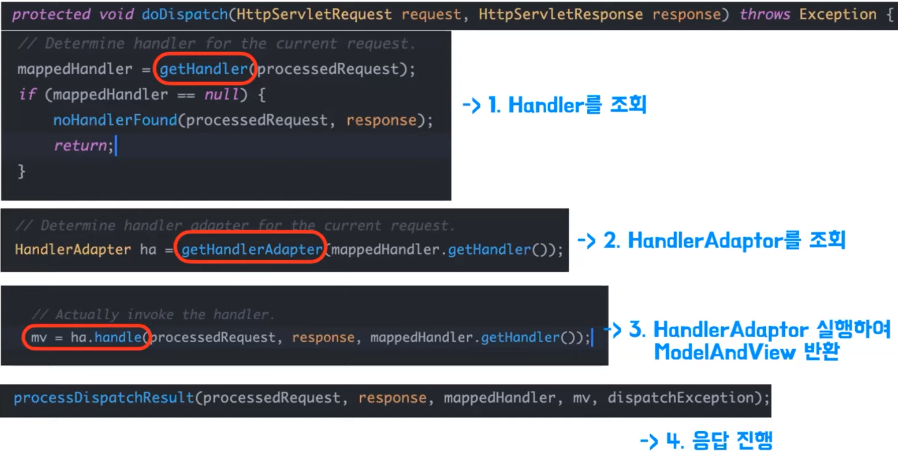 protected void doDispatch(HttpServletRequest request, HttpServletResponse response) throws Exception {
// Determine handler for the current request.
mappedHandler = getHandler(processedRequest);
if (mappedHandler == null) {
noHandlerFound(processedRequest, response);
return;
}
-> 1. Handler를 조회
// Determine handler adapter for the current request.
HandlerAdapter ha = getHandlerAdapter(mappedHandler.getHandler());
-> 2. HandlerAdaptor를 조회
// Actually invoke the handler.
mv = ha.handle(processedRequest, response, mappedHandler.getHandler());
-> 3. HandlerAdaptor 실행하여
ModelAndView 반환
processDispatchResult(processedRequest, response, mappedHandler, mv, dispatchException);
-> 4. 응답 진행